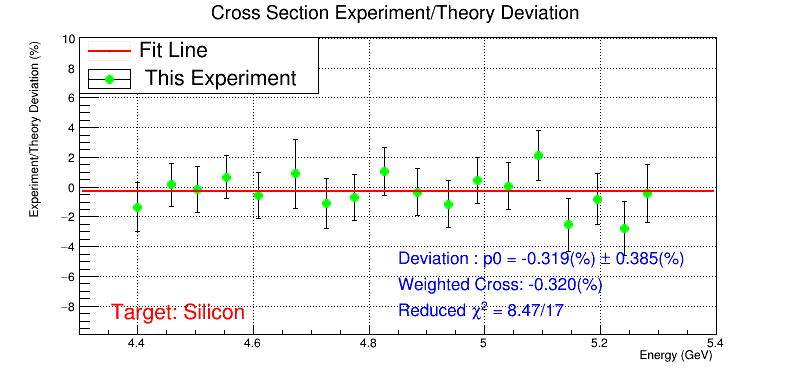 Cross Section Experiment/Theory Deviation
Experiment/Theory Deviation (%)
10
Fit Line
This Experiment
6
4
2
0
−2
−4
−6
−8
Deviation : p0 = -0.319(%) ± 0.385(%)
Weighted Cross: -0.320(%)
Reduced χ² = 8.47/17
Target: Silicon
4.4 4.6 4.8 5 5.2 5.4
Energy (GeV)